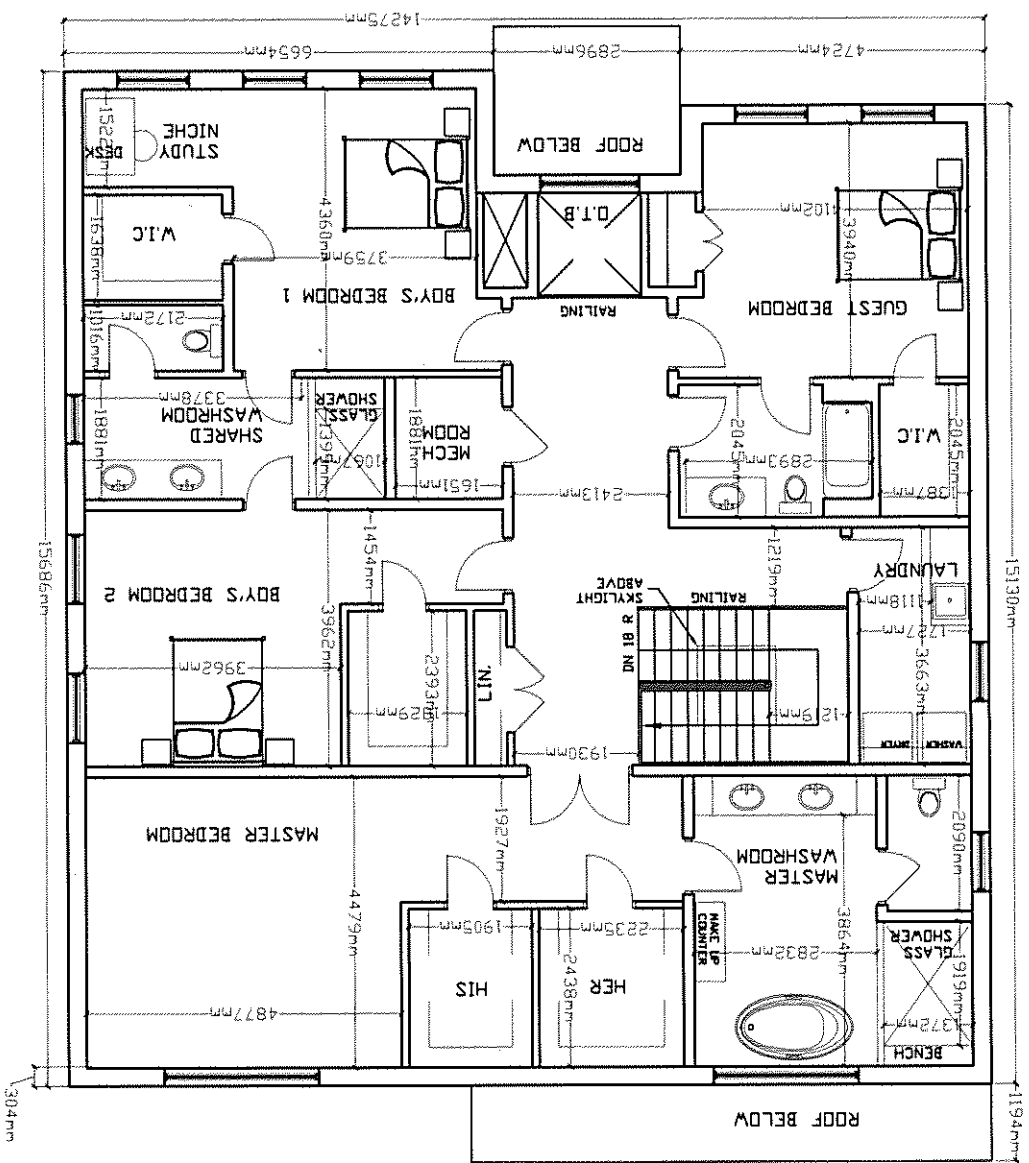 ROOF BELOW
1194mm
304mm
BENCH
1372mm
GLASS
SHOWER
1919mm
2832mm
3864mm
MAKE UP
COUNTER
MASTER
WASHROOM
2090mm
HER
2235mm
2438mm
HIS
1905mm
4877mm
4479mm
1927mm
MASTER BEDROOM
WASHER
DRYER
3663mm
1727mm
1118mm
LAUNDRY
1219mm
DN 18 R
RAILING
SKYLIGHT
ABOVE
1219mm
1930mm
LIN.
1829mm
2393mm
3962mm
3962mm
BOY'S BEDROOM 2
1454mm
15130mm
15686mm
W.I.C
2045mm
2893mm
2045mm
2413mm
1651mm
MECH.
ROOM
1881mm
1067mm
GLASS
SHOWER
SHARED
WASHROOM
1881mm
3378mm
GUEST BEDROOM
3940mm
4102mm
RAILING
O.T.B
BOY'S BEDROOM 1
3759mm
4360mm
2172mm
1016mm
W.I.C
1638mm
STUDY
NICHE
DESK
ROOF BELOW
4724mm
2896mm
6654mm
14275mm